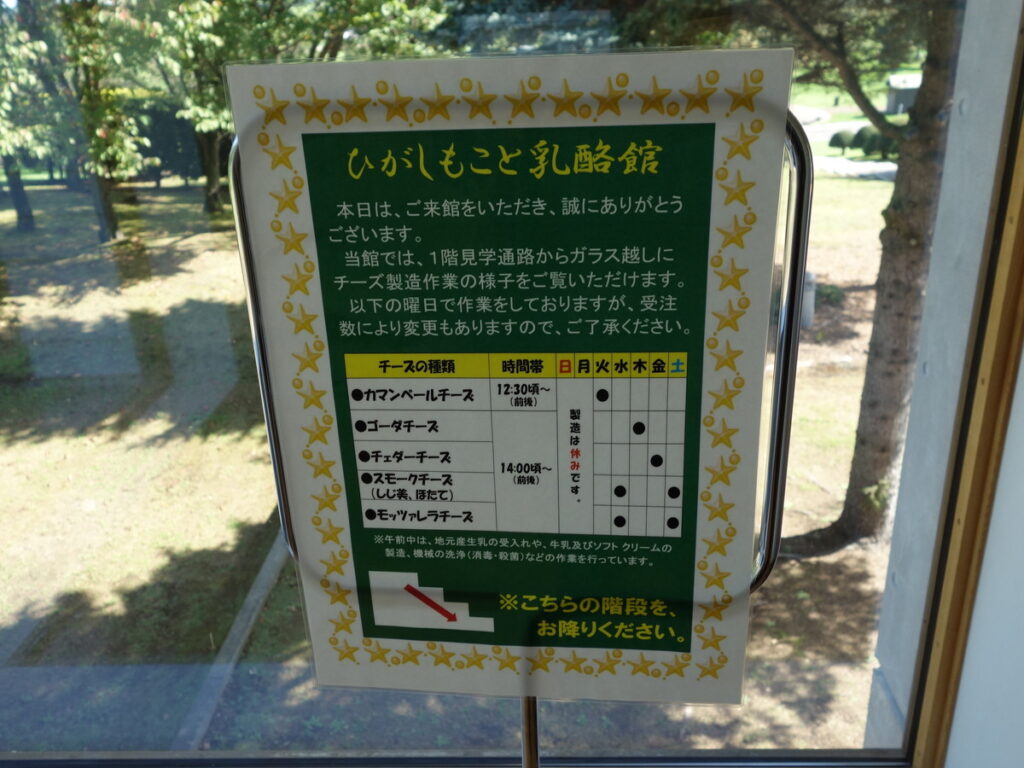 ひがしもこと乳酪館
本日は、ご来館をいただき、誠にありがとう
ございます。
当館では、1階見学通路からガラス越しに
チーズ製造作業の様子をご覧いただけます。
以下の曜日で作業をしておりますが、受注
数により変更もありますので、ご了承ください。
チーズの種類 時間帯 日 月 火 水 木 金 土
●カマンベールチーズ 12:30頃~ ●
(前後)
●ゴーダチーズ ●
●チェダーチーズ 14:00頃~ ●
(前後)
●スモークチーズ ● ●
(しじ美、ほたて)
●モッツァレラチーズ ● ●
製造は休みです。
※午前中は、地元産生乳の受入れや、牛乳及びソフトクリームの
製造、機械の洗浄(消毒・殺菌)などの作業を行っています。
※こちらの階段を、
お降りください。